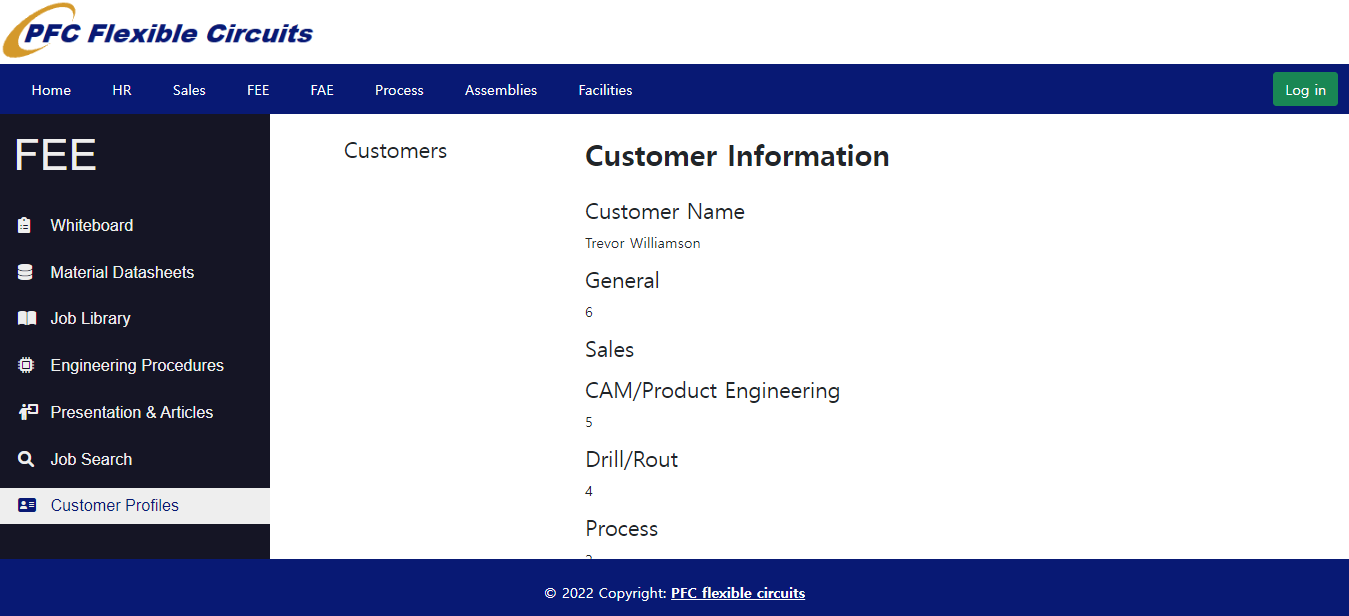 PFC Flexible Circuits
Home HR Sales FEE FAE Process Assemblies Facilities Log in
FEE
Whiteboard
Material Datasheets
Job Library
Engineering Procedures
Presentation & Articles
Job Search
Customer Profiles
Customers
Customer Information
Customer Name
Trevor Williamson
General
6
Sales
CAM/Product Engineering
5
Drill/Rout
4
Process
© 2022 Copyright: PFC flexible circuits